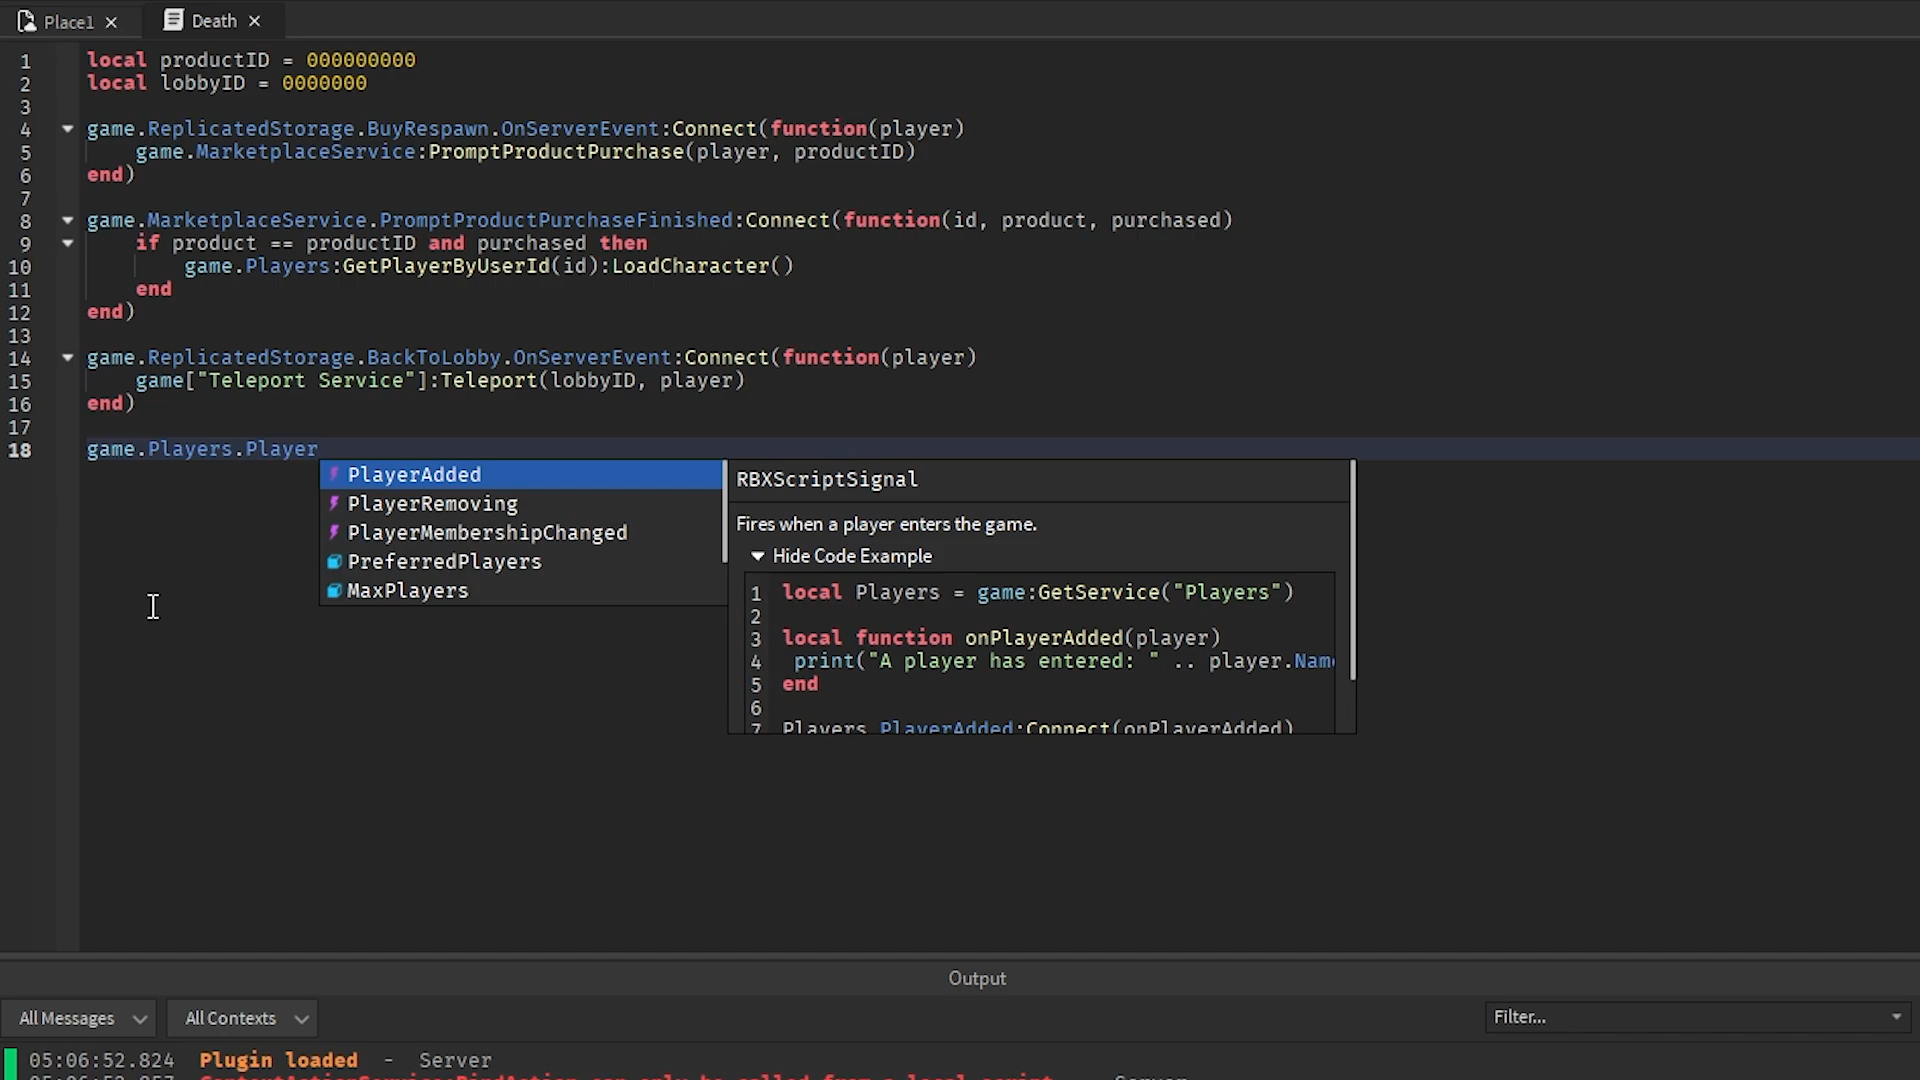 Place1
Death
1 local productID = 000000000
2 local lobbyID = 0000000
3
4 game.ReplicatedStorage.BuyRespawn.OnServerEvent:Connect(function(player)
5 game.MarketplaceService:PromptProductPurchase(player, productID)
6 end)
7
8 game.MarketplaceService.PromptProductPurchaseFinished:Connect(function(id, product, purchased)
9 if product == productID and purchased then
10 game.Players:GetPlayerByUserId(id):LoadCharacter()
11 end
12 end)
13
14 game.ReplicatedStorage.BackToLobby.OnServerEvent:Connect(function(player)
15 game["Teleport Service"]:Teleport(lobbyID, player)
16 end)
17
18 game.Players.Player
PlayerAdded
PlayerRemoving
PlayerMembershipChanged
PreferredPlayers
MaxPlayers
RBXScriptSignal
Fires when a player enters the game.
Hide Code Example
1 local Players = game:GetService("Players")
2
3 local function onPlayerAdded(player)
4 print("A player has entered: " .. player.Name
5 end
6
7 Players.PlayerAdded:Connect(onPlayerAdded)
Output
All Messages
All Contexts
Filter...
05:06:52.824 Plugin loaded - Server